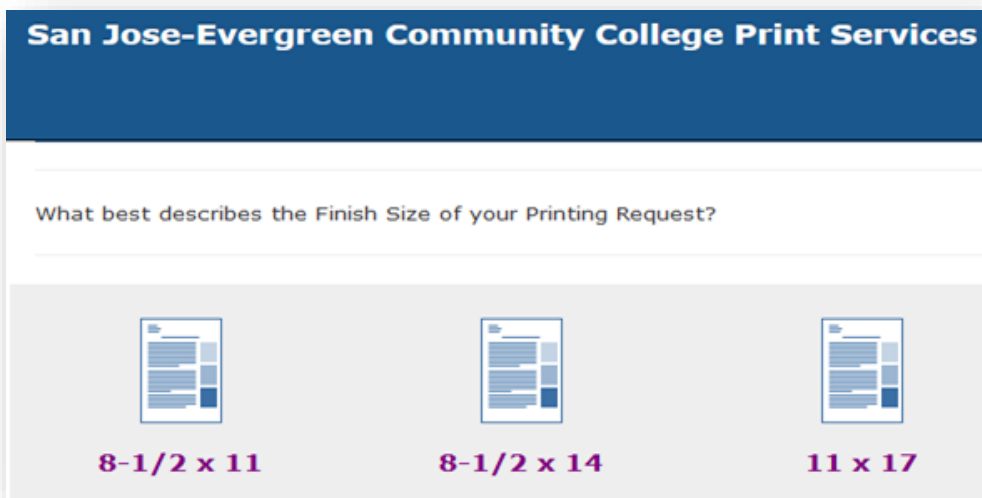 San Jose-Evergreen Community College Print Services
What best describes the Finish Size of your Printing Request?
8-1/2 x 11
8-1/2 x 14
11 x 17